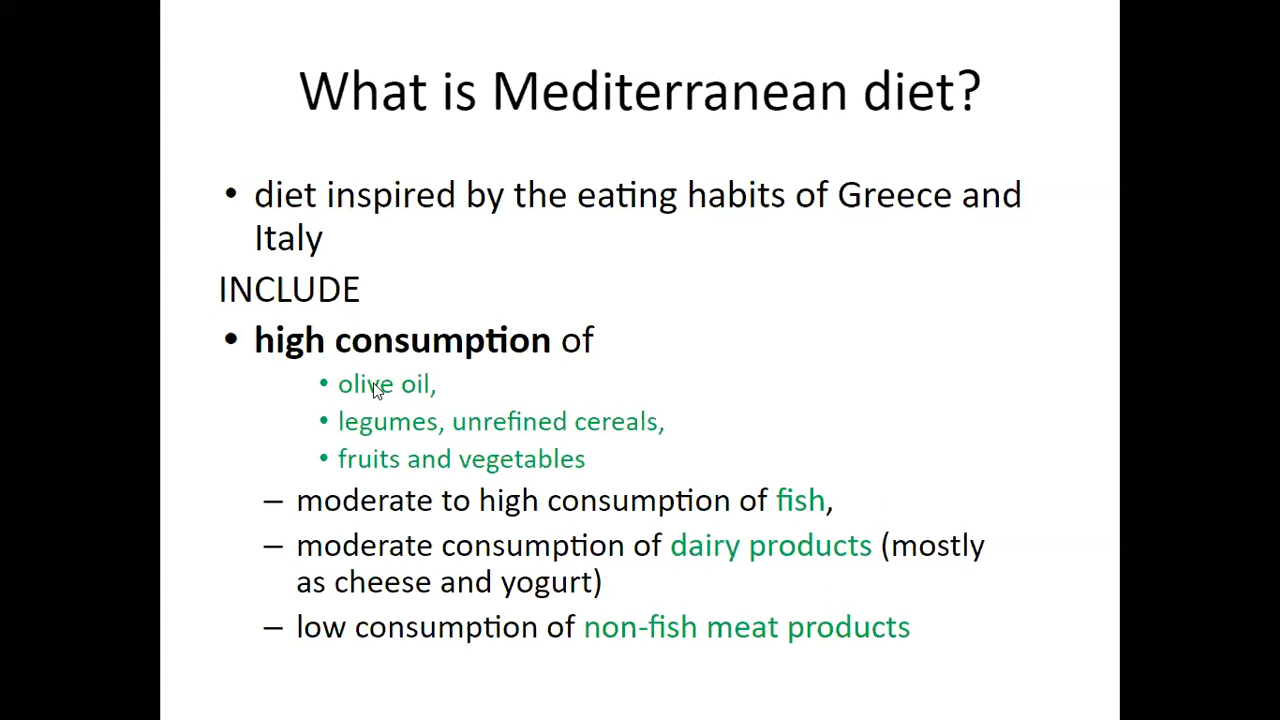 What is Mediterranean diet?
• diet inspired by the eating habits of Greece and
Italy
INCLUDE
• high consumption of
• olive oil,
• legumes, unrefined cereals,
• fruits and vegetables
– moderate to high consumption of fish,
– moderate consumption of dairy products (mostly
as cheese and yogurt)
– low consumption of non-fish meat products